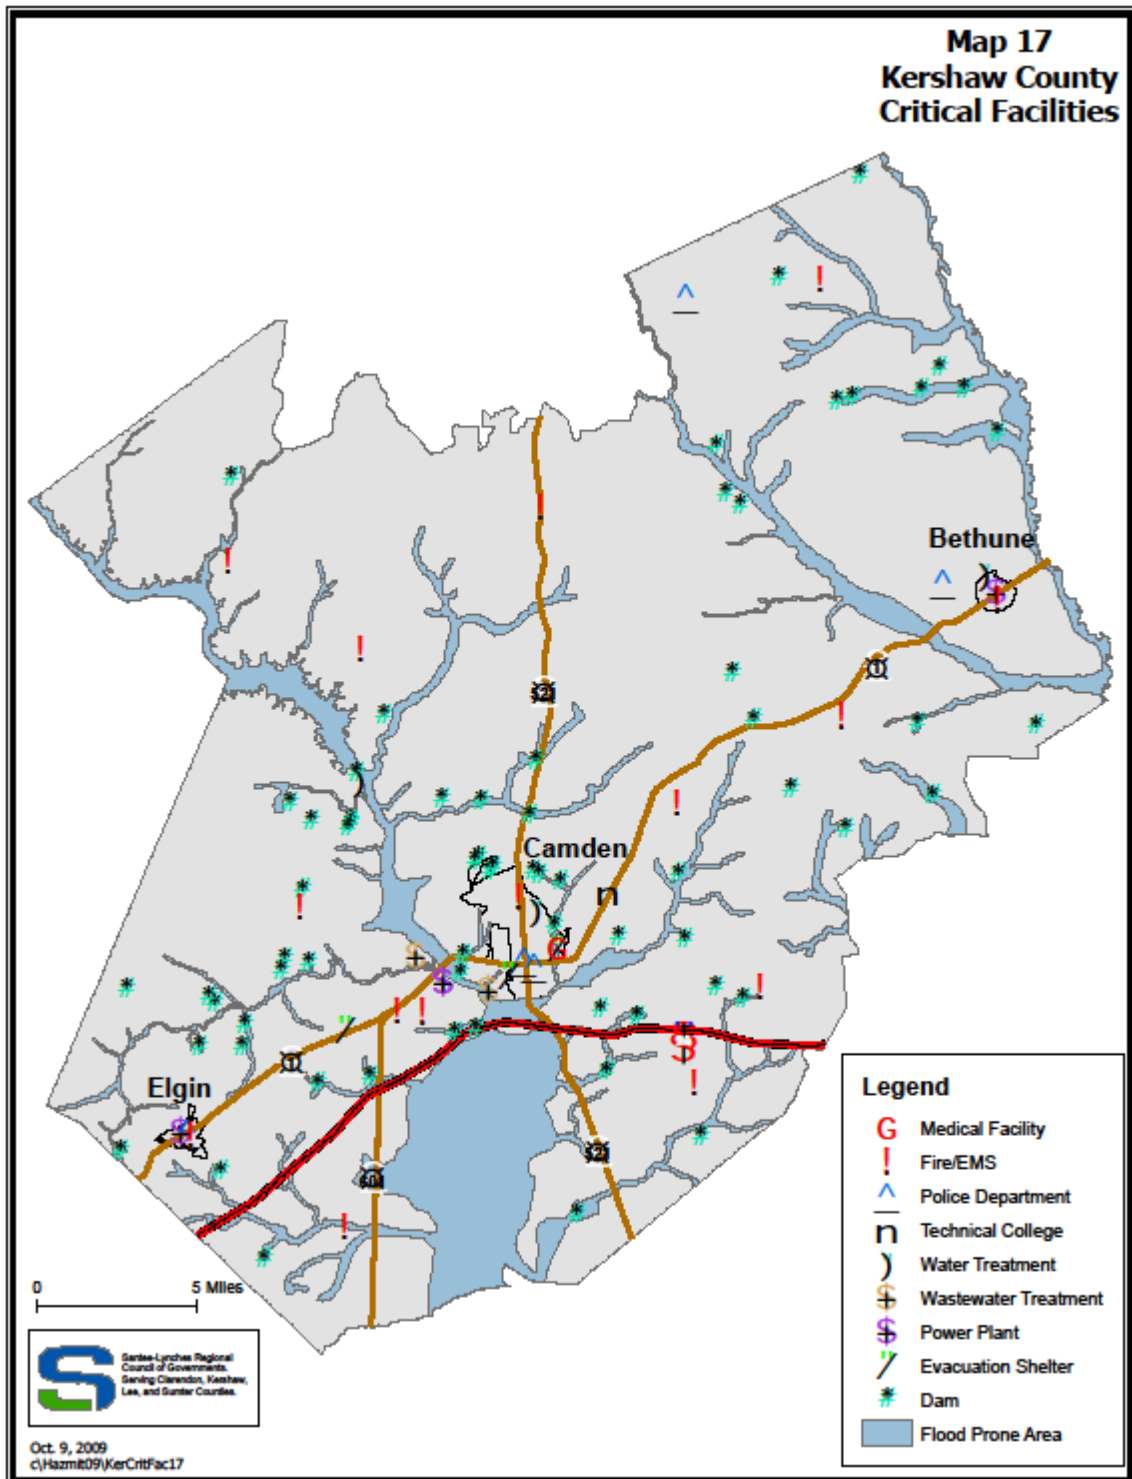 Map 17
Kershaw County
Critical Facilities
Bethune
Camden
Elgin
1
1
Legend
G Medical Facility
! Fire/EMS
^ Police Department
n Technical College
) Water Treatment
$ Wastewater Treatment
$ Power Plant
" Evacuation Shelter
# Dam
Flood Prone Area
0 5 Miles
Santee-Lynches Regional
Council of Governments.
Serving Clarendon, Kershaw,
Lee, and Sumter Counties.
Oct. 9, 2009
c\Hazmit09\KerCritFac17